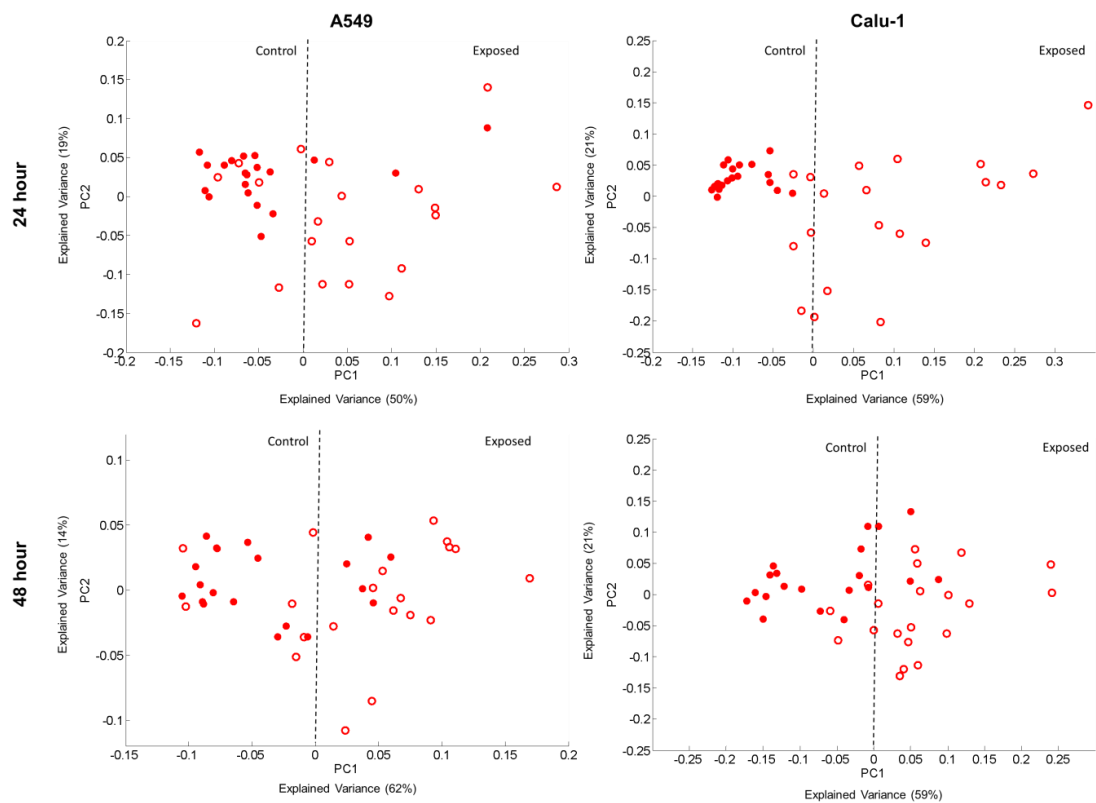 A549
Calu-1
24 hour
Control
Exposed
0.2
0.15
0.1
0.05
0
-0.05
-0.1
-0.15
-0.2
Explained Variance (19%)
PC2
-0.2 -0.15 -0.1 -0.05 0 0.05 0.1 0.15 0.2 0.25 0.3
PC1
Explained Variance (50%)
Control
Exposed
0.25
0.2
0.15
0.1
0.05
0
-0.05
-0.1
-0.15
-0.2
-0.25
Explained Variance (21%)
PC2
-0.2 -0.15 -0.1 -0.05 0 0.05 0.1 0.15 0.2 0.25 0.3
PC1
Explained Variance (59%)
48 hour
Control
Exposed
0.1
0.05
0
-0.05
-0.1
Explained Variance (14%)
PC2
-0.15 -0.1 -0.05 0 0.05 0.1 0.15 0.2
PC1
Explained Variance (62%)
Control
Exposed
0.25
0.2
0.15
0.1
0.05
0
-0.05
-0.1
-0.15
-0.2
-0.25
Explained Variance (21%)
PC2
-0.25 -0.2 -0.15 -0.1 -0.05 0 0.05 0.1 0.15 0.2 0.25
PC1
Explained Variance (59%)